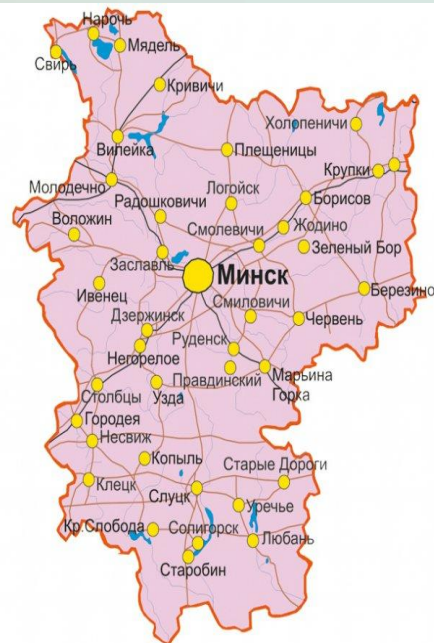 Нарочь
Мядель
Свирь
Кривичи
Холопеничи
Вилейка
Плещеницы
Крупки
Молодечно
Логойск
Борисов
Радошковичи
Воложин
Смолевичи
Жодино
Зеленый Бор
Заславль
Минск
Ивенец
Березино
Смиловичи
Дзержинск
Червень
Руденск
Негорелое
Правдинский
Марьина
Горка
Столбцы
Узда
Городея
Несвиж
Копыль
Старые Дороги
Клецк
Слуцк
Уречье
Кр.Слобода
Солигорск
Любань
Старобин